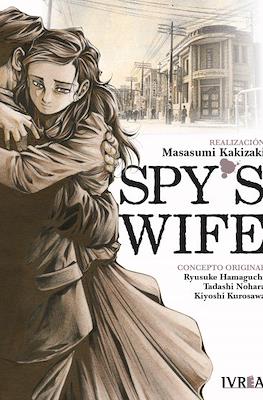 REALIZACIÓN
Masasumi Kakizaki
SPY'S
WIFE
CONCEPTO ORIGINAL
Ryusuke Hamaguchi
Tadashi Nohara
Kiyoshi Kurosawa
IVREA